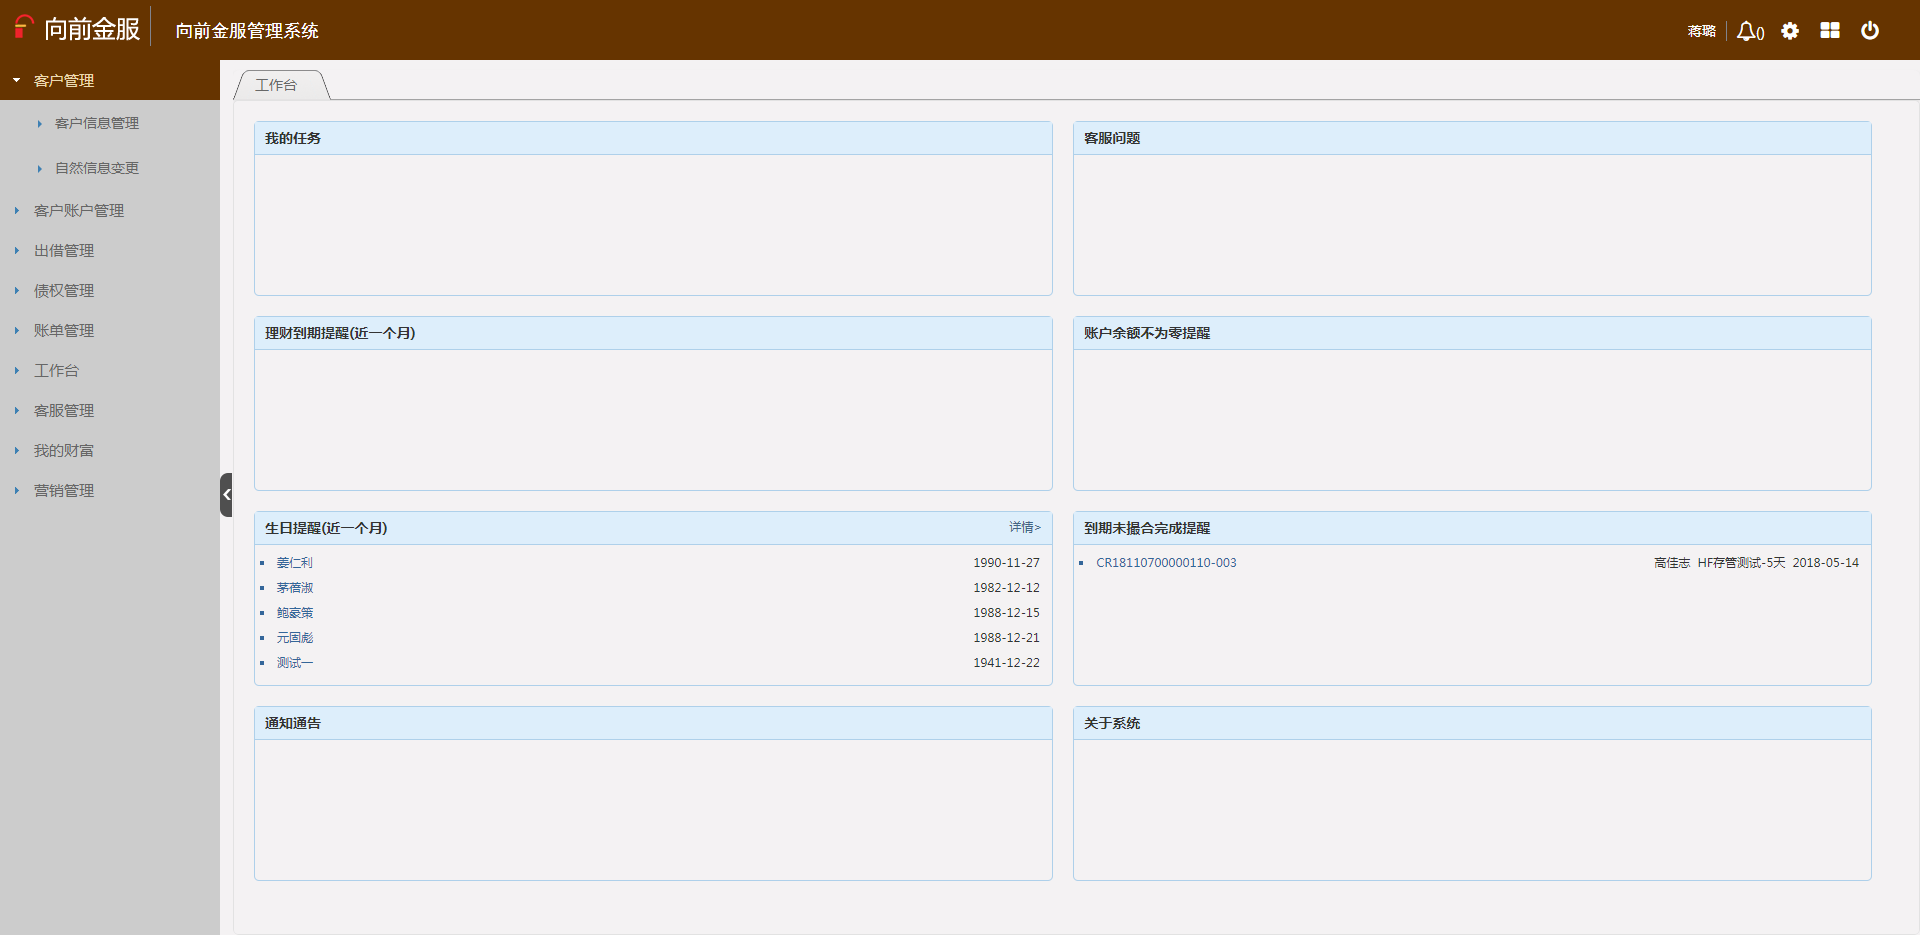 向前金服 向前金服管理系统 蒋璐 0
客户管理
客户信息管理
自然信息变更
客户账户管理
出借管理
债权管理
账单管理
工作台
客服管理
我的财富
营销管理
工作台
我的任务
客服问题
理财到期提醒(近一个月)
账户余额不为零提醒
生日提醒(近一个月) 详情>
姜仁利 1990-11-27
茅蓓淑 1982-12-12
鲍豪策 1988-12-15
元固彪 1988-12-21
测试一 1941-12-22
到期未撮合完成提醒
CR18110700000110-003 高佳志 HF存管测试-5天 2018-05-14
通知通告
关于系统